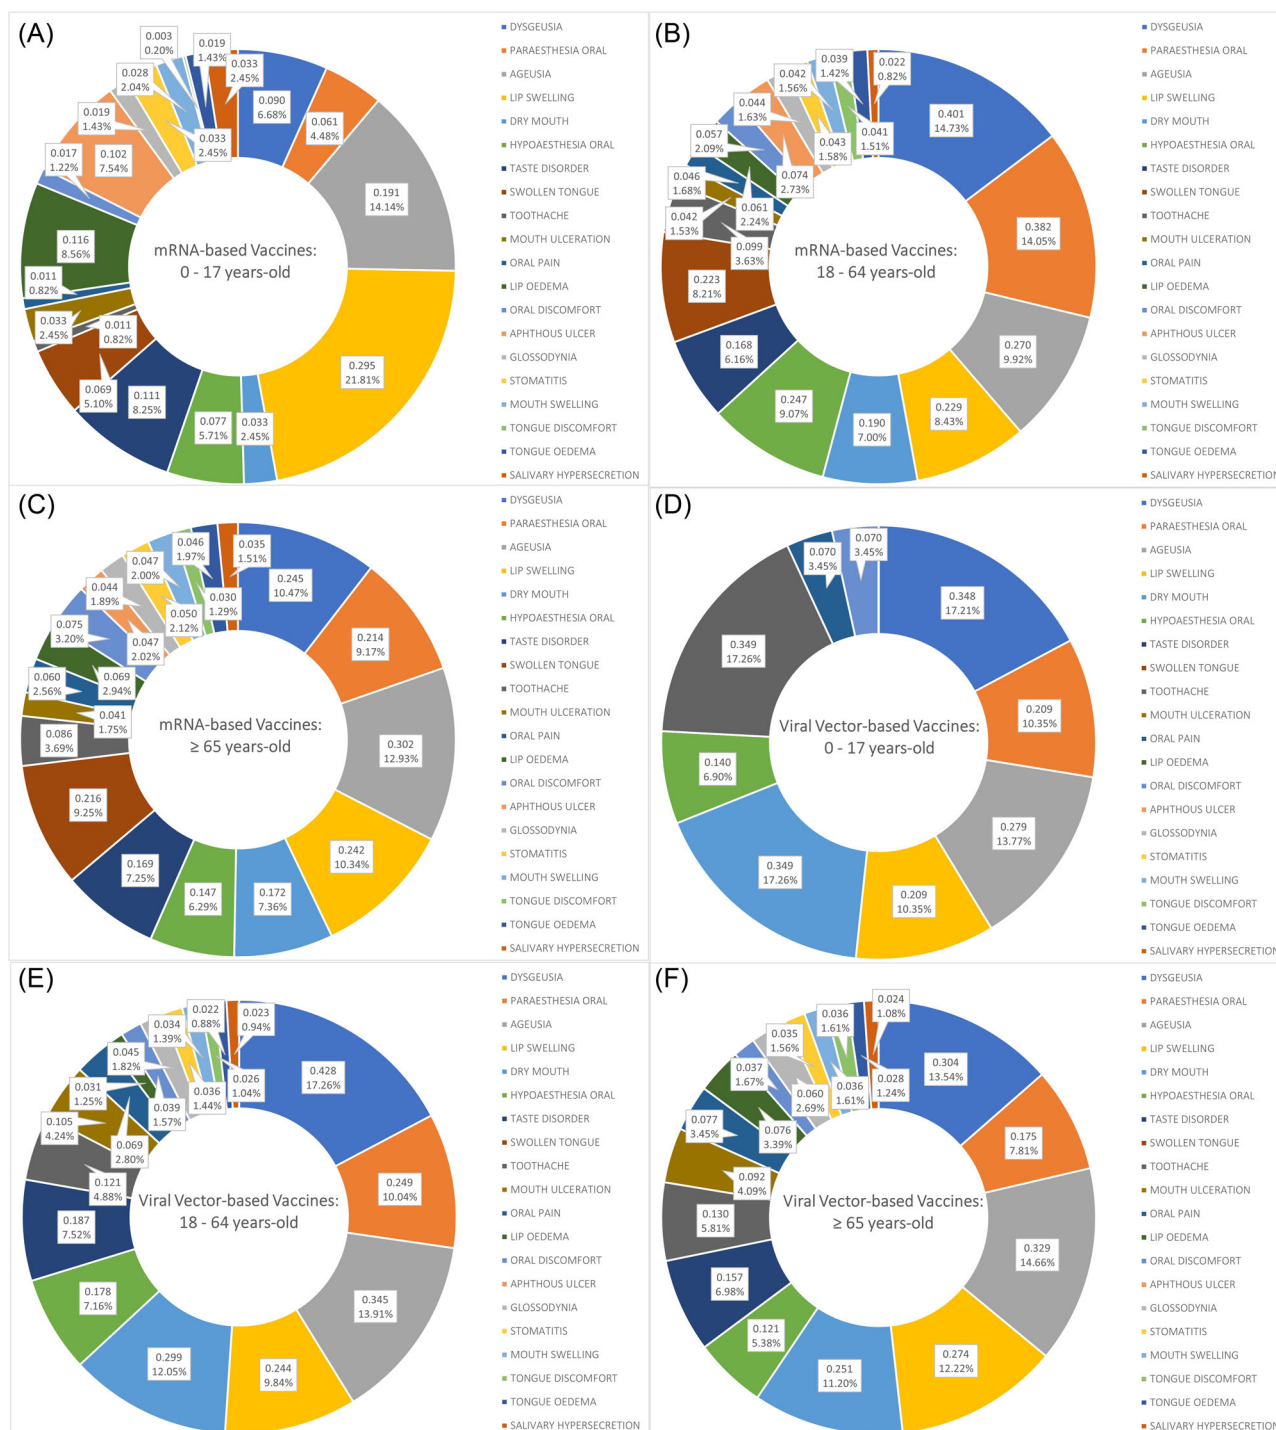 (A)
0.090
6.68%
0.061
4.48%
0.191
14.14%
0.295
21.81%
0.033
2.45%
0.077
5.71%
0.111
8.25%
0.069
5.10%
0.011
0.82%
0.033
2.45%
0.011
0.82%
0.116
8.56%
0.017
1.22%
0.102
7.54%
0.019
1.43%
0.028
2.04%
0.033
2.45%
0.003
0.20%
0.019
1.43%
0.033
2.45%
mRNA-based Vaccines:
0 - 17 years-old
DYSGEUSIA
PARAESTHESIA ORAL
AGEUSIA
LIP SWELLING
DRY MOUTH
HYPOAESTHESIA ORAL
TASTE DISORDER
SWOLLEN TONGUE
TOOTHACHE
MOUTH ULCERATION
ORAL PAIN
LIP OEDEMA
ORAL DISCOMFORT
APHTHOUS ULCER
GLOSSODYNIA
STOMATITIS
MOUTH SWELLING
TONGUE DISCOMFORT
TONGUE OEDEMA
SALIVARY HYPERSECRETION
(B)
0.401
14.73%
0.382
14.05%
0.270
9.92%
0.229
8.43%
0.190
7.00%
0.247
9.07%
0.168
6.16%
0.223
8.21%
0.099
3.63%
0.042
1.53%
0.046
1.68%
0.061
2.24%
0.057
2.09%
0.074
2.73%
0.044
1.63%
0.043
1.58%
0.042
1.56%
0.039
1.42%
0.041
1.51%
0.022
0.82%
mRNA-based Vaccines:
18 - 64 years-old
DYSGEUSIA
PARAESTHESIA ORAL
AGEUSIA
LIP SWELLING
DRY MOUTH
HYPOAESTHESIA ORAL
TASTE DISORDER
SWOLLEN TONGUE
TOOTHACHE
MOUTH ULCERATION
ORAL PAIN
LIP OEDEMA
ORAL DISCOMFORT
APHTHOUS ULCER
GLOSSODYNIA
STOMATITIS
MOUTH SWELLING
TONGUE DISCOMFORT
TONGUE OEDEMA
SALIVARY HYPERSECRETION
(C)
0.245
10.47%
0.214
9.17%
0.302
12.93%
0.242
10.34%
0.172
7.36%
0.147
6.29%
0.169
7.25%
0.216
9.25%
0.086
3.69%
0.041
1.75%
0.060
2.56%
0.069
2.94%
0.075
3.20%
0.047
2.02%
0.044
1.89%
0.050
2.12%
0.047
2.00%
0.046
1.97%
0.030
1.29%
0.035
1.51%
mRNA-based Vaccines:
≥ 65 years-old
DYSGEUSIA
PARAESTHESIA ORAL
AGEUSIA
LIP SWELLING
DRY MOUTH
HYPOAESTHESIA ORAL
TASTE DISORDER
SWOLLEN TONGUE
TOOTHACHE
MOUTH ULCERATION
ORAL PAIN
LIP OEDEMA
ORAL DISCOMFORT
APHTHOUS ULCER
GLOSSODYNIA
STOMATITIS
MOUTH SWELLING
TONGUE DISCOMFORT
TONGUE OEDEMA
SALIVARY HYPERSECRETION
(D)
0.348
17.21%
0.209
10.35%
0.279
13.77%
0.209
10.35%
0.349
17.26%
0.140
6.90%
0.349
17.26%
0.070
3.45%
0.070
3.45%
Viral Vector-based Vaccines:
0 - 17 years-old
DYSGEUSIA
PARAESTHESIA ORAL
AGEUSIA
LIP SWELLING
DRY MOUTH
HYPOAESTHESIA ORAL
TASTE DISORDER
SWOLLEN TONGUE
TOOTHACHE
MOUTH ULCERATION
ORAL PAIN
LIP OEDEMA
ORAL DISCOMFORT
APHTHOUS ULCER
GLOSSODYNIA
STOMATITIS
MOUTH SWELLING
TONGUE DISCOMFORT
TONGUE OEDEMA
SALIVARY HYPERSECRETION
(E)
0.428
17.26%
0.249
10.04%
0.345
13.91%
0.244
9.84%
0.299
12.05%
0.178
7.16%
0.187
7.52%
0.121
4.88%
0.105
4.24%
0.069
2.80%
0.031
1.25%
0.045
1.82%
0.039
1.57%
0.034
1.39%
0.036
1.44%
0.022
0.88%
0.026
1.04%
0.023
0.94%
Viral Vector-based Vaccines:
18 - 64 years-old
DYSGEUSIA
PARAESTHESIA ORAL
AGEUSIA
LIP SWELLING
DRY MOUTH
HYPOAESTHESIA ORAL
TASTE DISORDER
SWOLLEN TONGUE
TOOTHACHE
MOUTH ULCERATION
ORAL PAIN
LIP OEDEMA
ORAL DISCOMFORT
APHTHOUS ULCER
GLOSSODYNIA
STOMATITIS
MOUTH SWELLING
TONGUE DISCOMFORT
TONGUE OEDEMA
SALIVARY HYPERSECRETION
(F)
0.304
13.54%
0.175
7.81%
0.329
14.66%
0.274
12.22%
0.251
11.20%
0.121
5.38%
0.157
6.98%
0.130
5.81%
0.092
4.09%
0.077
3.45%
0.076
3.39%
0.037
1.67%
0.060
2.69%
0.035
1.56%
0.036
1.61%
0.036
1.61%
0.028
1.24%
0.024
1.08%
Viral Vector-based Vaccines:
≥ 65 years-old
DYSGEUSIA
PARAESTHESIA ORAL
AGEUSIA
LIP SWELLING
DRY MOUTH
HYPOAESTHESIA ORAL
TASTE DISORDER
SWOLLEN TONGUE
TOOTHACHE
MOUTH ULCERATION
ORAL PAIN
LIP OEDEMA
ORAL DISCOMFORT
APHTHOUS ULCER
GLOSSODYNIA
STOMATITIS
MOUTH SWELLING
TONGUE DISCOMFORT
TONGUE OEDEMA
SALIVARY HYPERSECRETION